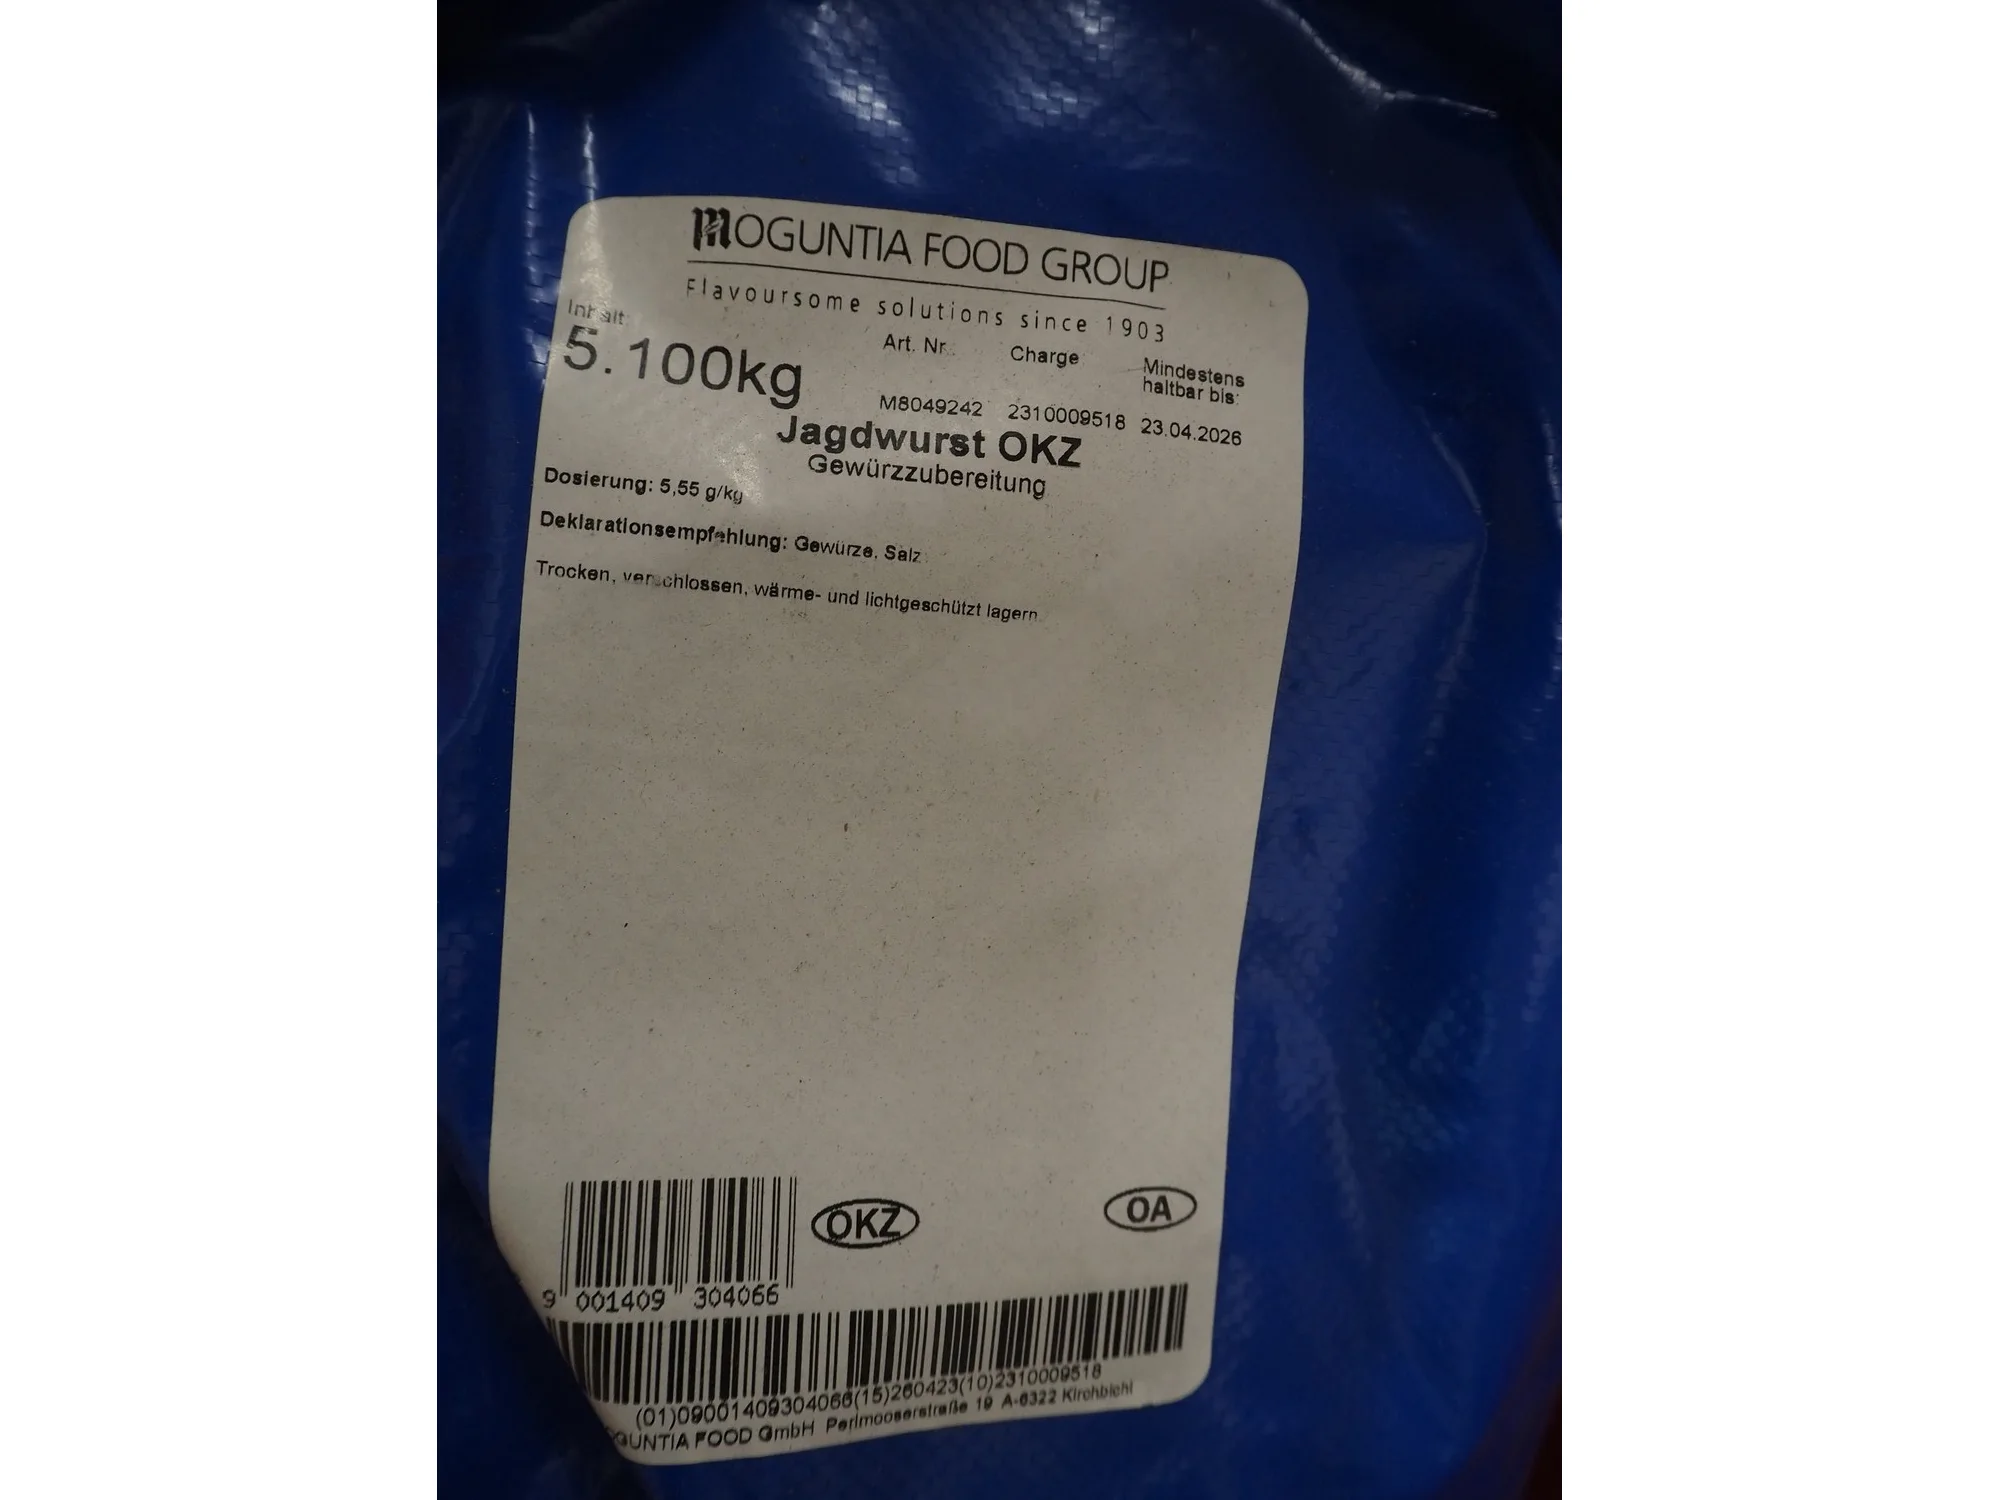 MOGUNTIA FOOD GROUP
Flavoursome solutions since 1903
Inhalt:
5.100kg
Art. Nr.
Charge
Mindestens
haltbar bis:
M8049242 2310009518 23.04.2026
Jagdwurst OKZ
Gewürzzubereitung
Dosierung: 5,55 g/kg
Deklarationsempfehlung: Gewürze, Salz
Trocken, verschlossen, wärme- und lichtgeschützt lagern
OKZ
OA
9 001409 304066
(01)09001409304066(15)260423(10)2310009518
OGUNTIA FOOD GmbH Perlmooserstraße 19 A-6322 Kirchbichl